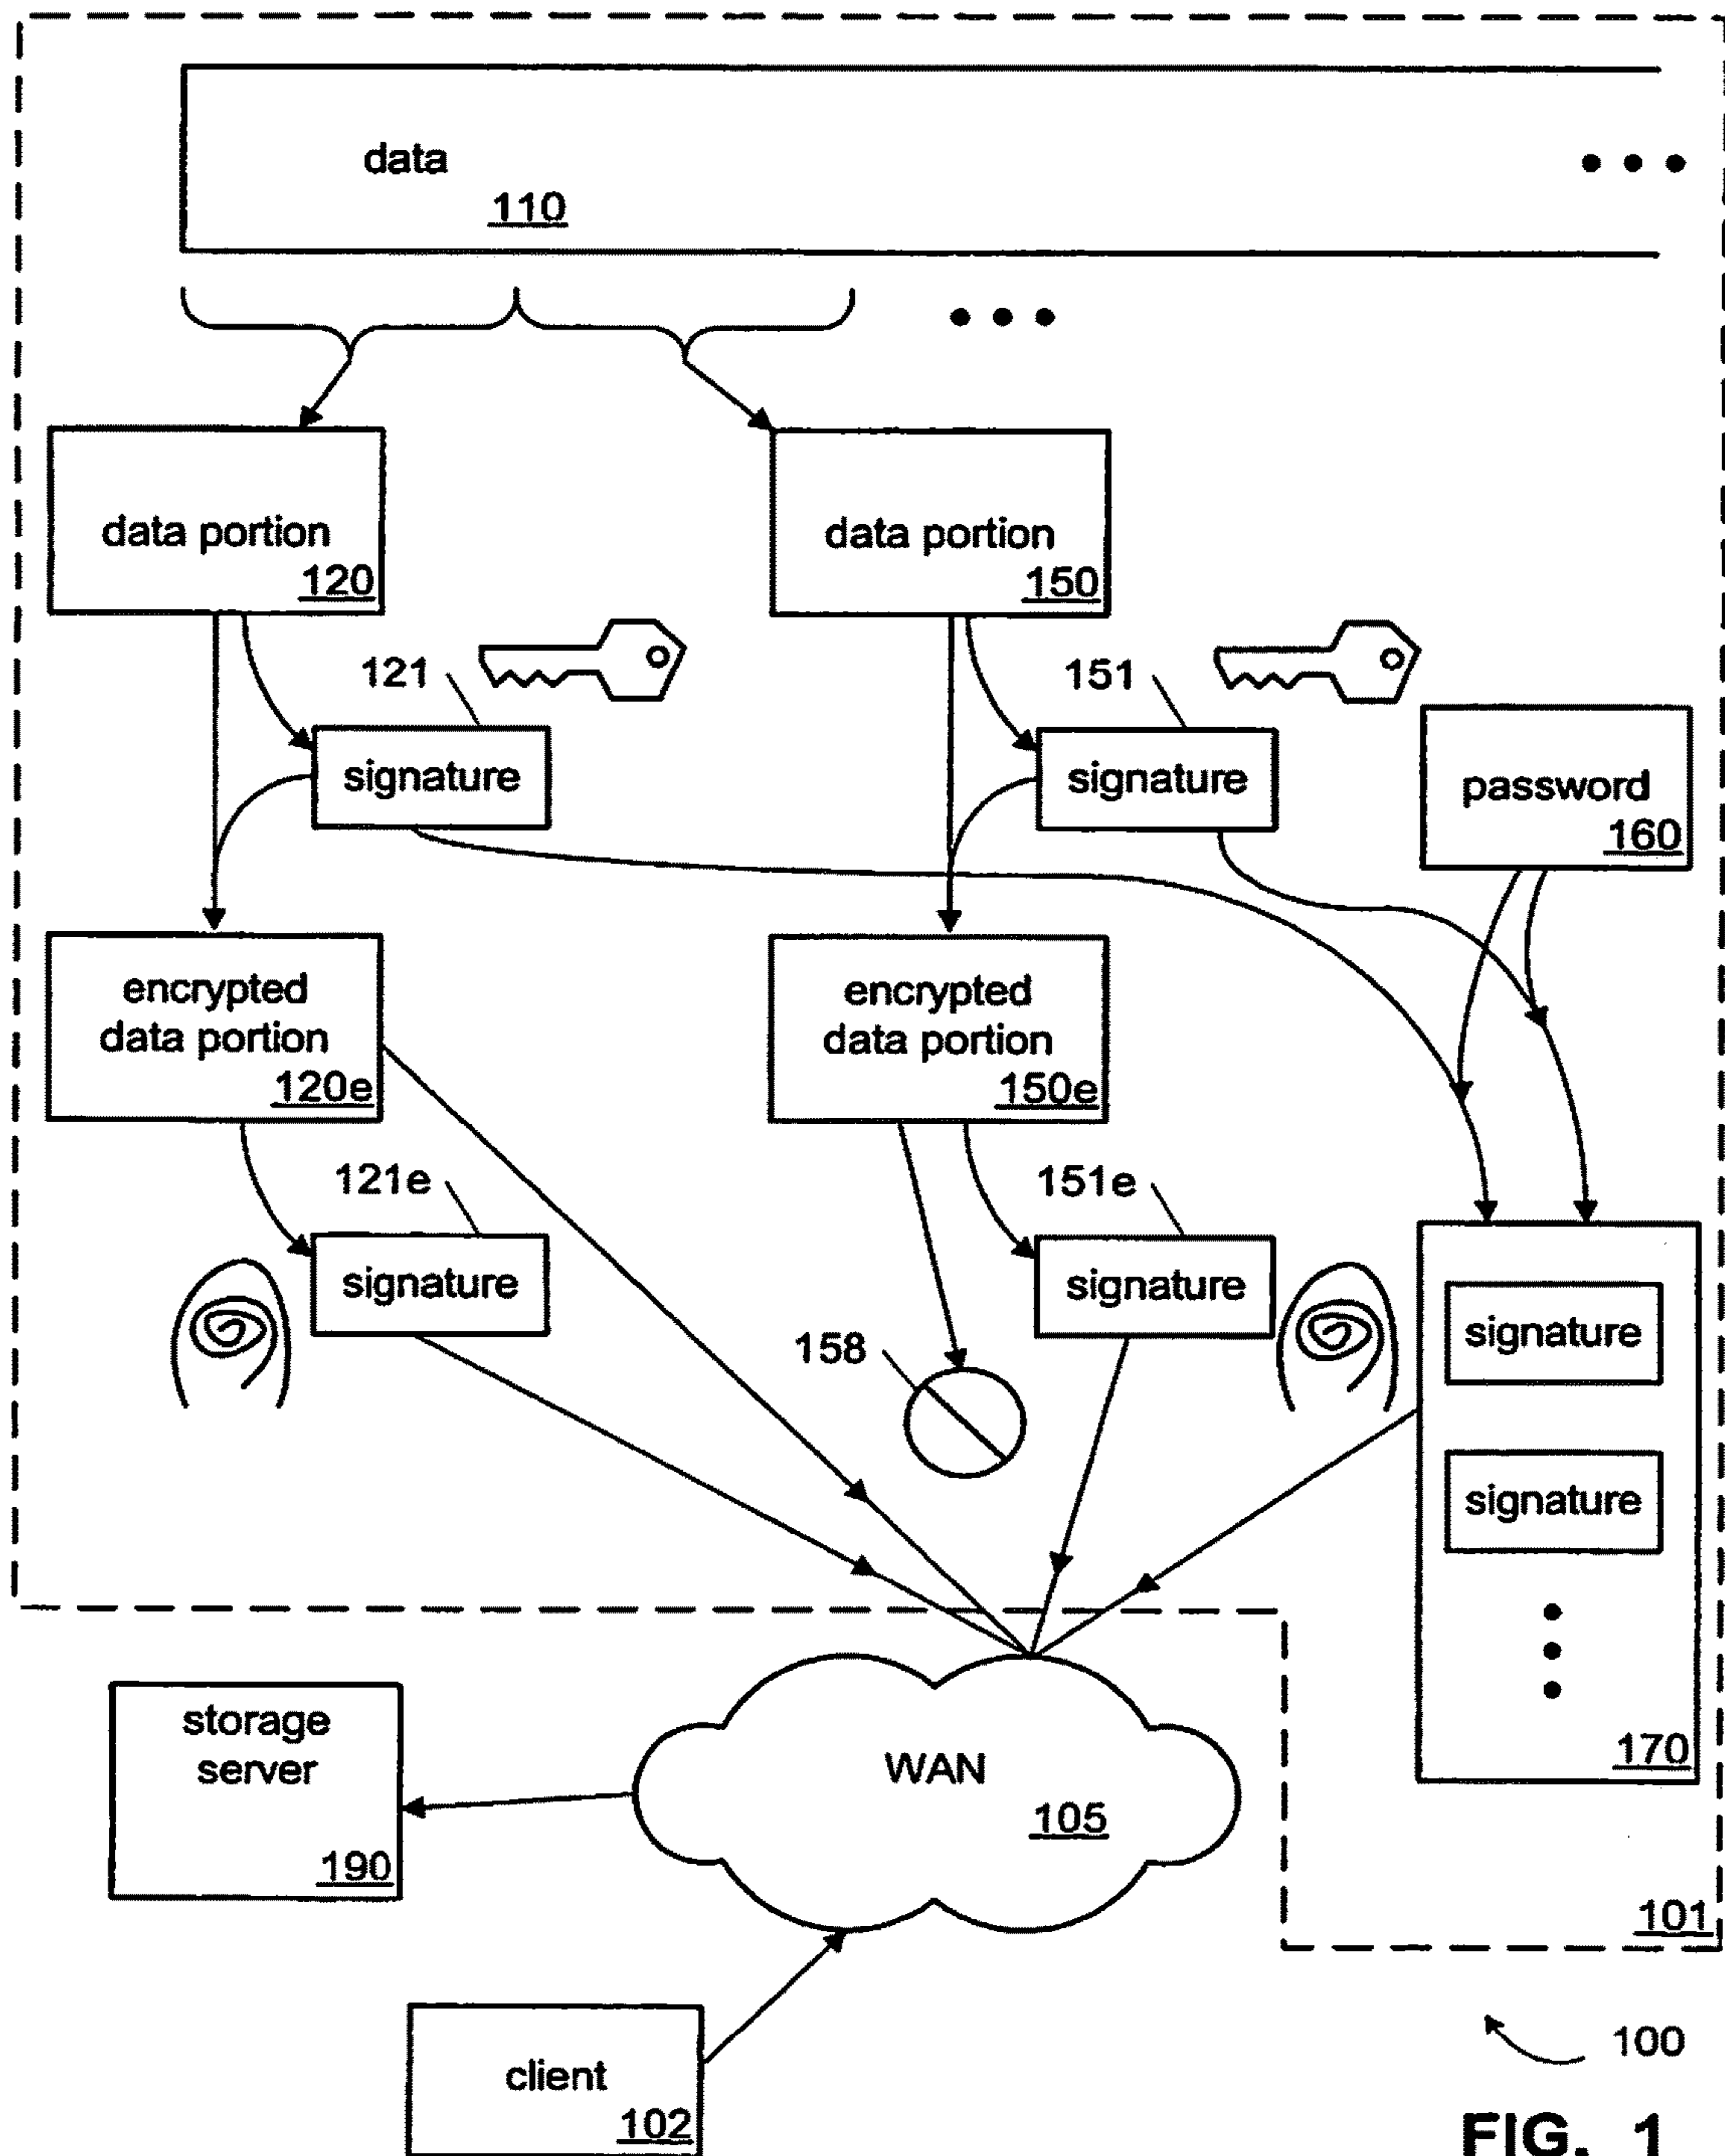 data
110
data portion
120
data portion
150
121
signature
151
signature
password
160
encrypted
data portion
120e
encrypted
data portion
150e
121e
signature
151e
signature
158
signature
signature
170
storage
server
190
WAN
105
101
client
102
100
FIG. 1